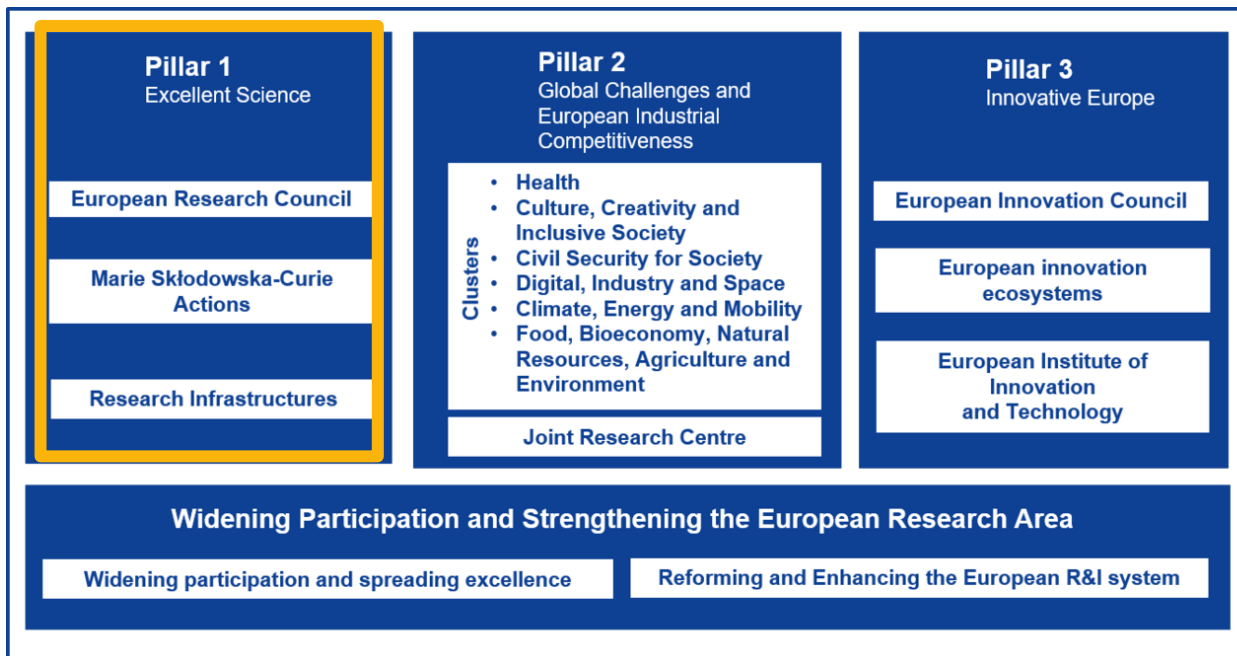 Pillar 1
Excellent Science
European Research Council
Marie Skłodowska-Curie
Actions
Research Infrastructures
Pillar 2
Global Challenges and
European Industrial
Competitiveness
Clusters
• Health
• Culture, Creativity and
Inclusive Society
• Civil Security for Society
• Digital, Industry and Space
• Climate, Energy and Mobility
• Food, Bioeconomy, Natural
Resources, Agriculture and
Environment
Joint Research Centre
Pillar 3
Innovative Europe
European Innovation Council
European innovation
ecosystems
European Institute of
Innovation
and Technology
Widening Participation and Strengthening the European Research Area
Widening participation and spreading excellence
Reforming and Enhancing the European R&I system